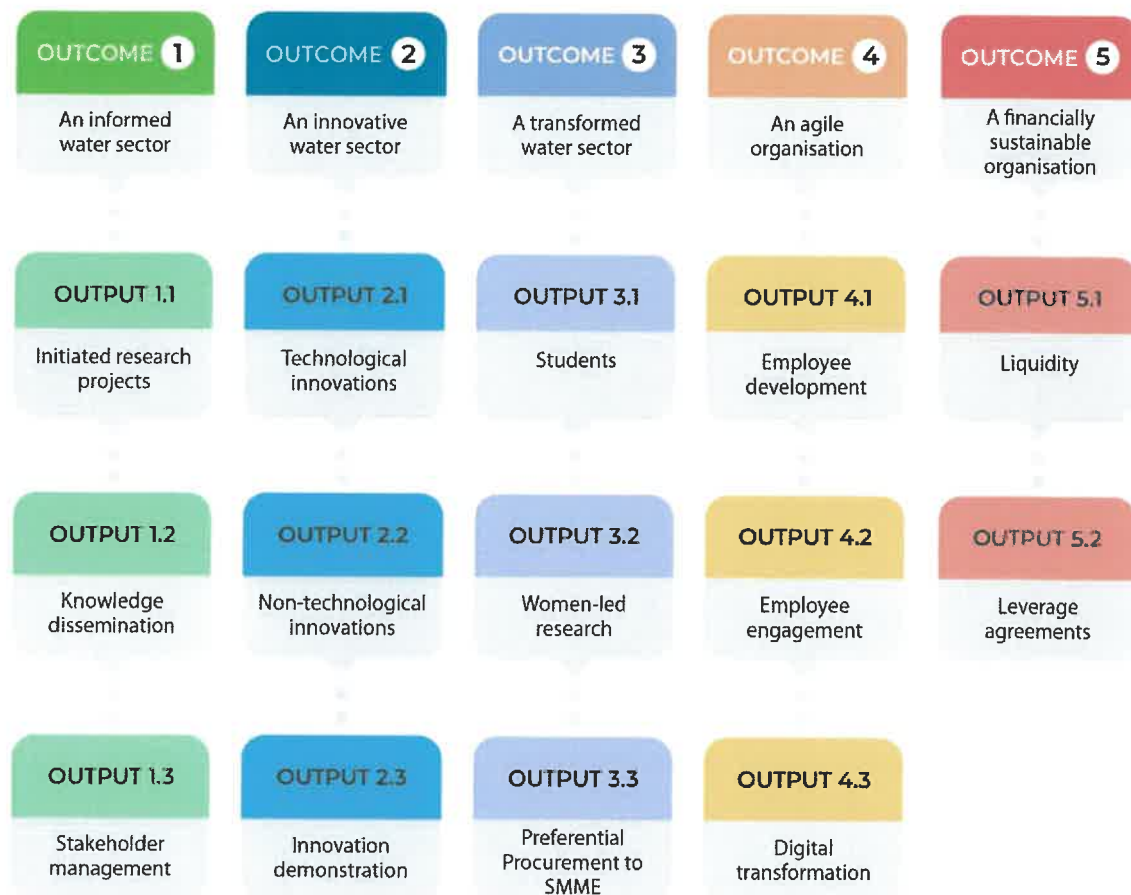 OUTCOME 1
An informed
water sector
OUTPUT 1.1
Initiated research
projects
OUTPUT 1.2
Knowledge
dissemination
OUTPUT 1.3
Stakeholder
management
OUTCOME 2
An innovative
water sector
OUTPUT 2.1
Technological
innovations
OUTPUT 2.2
Non-technological
innovations
OUTPUT 2.3
Innovation
demonstration
OUTCOME 3
A transformed
water sector
OUTPUT 3.1
Students
OUTPUT 3.2
Women-led
research
OUTPUT 3.3
Preferential
Procurement to
SMME
OUTCOME 4
An agile
organisation
OUTPUT 4.1
Employee
development
OUTPUT 4.2
Employee
engagement
OUTPUT 4.3
Digital
transformation
OUTCOME 5
A financially
sustainable
organisation
OUTPUT 5.1
Liquidity
OUTPUT 5.2
Leverage
agreements